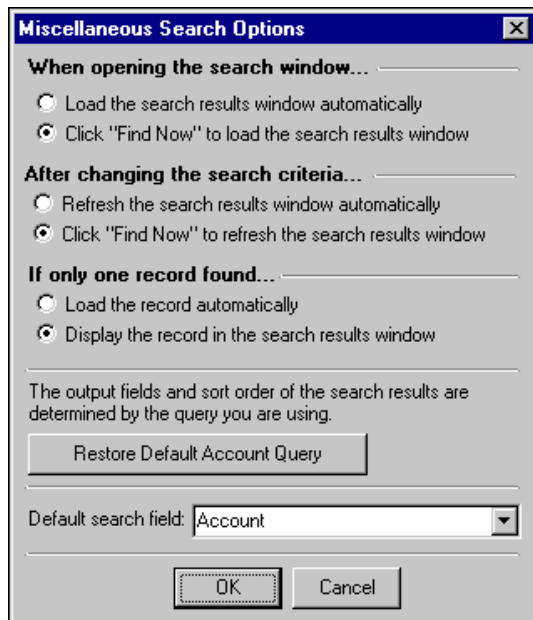 Miscellaneous Search Options
When opening the search window...
Load the search results window automatically
Click "Find Now" to load the search results window
After changing the search criteria...
Refresh the search results window automatically
Click "Find Now" to refresh the search results window
If only one record found...
Load the record automatically
Display the record in the search results window
The output fields and sort order of the search results are
determined by the query you are using.
Restore Default Account Query
Default search field: Account
OK Cancel